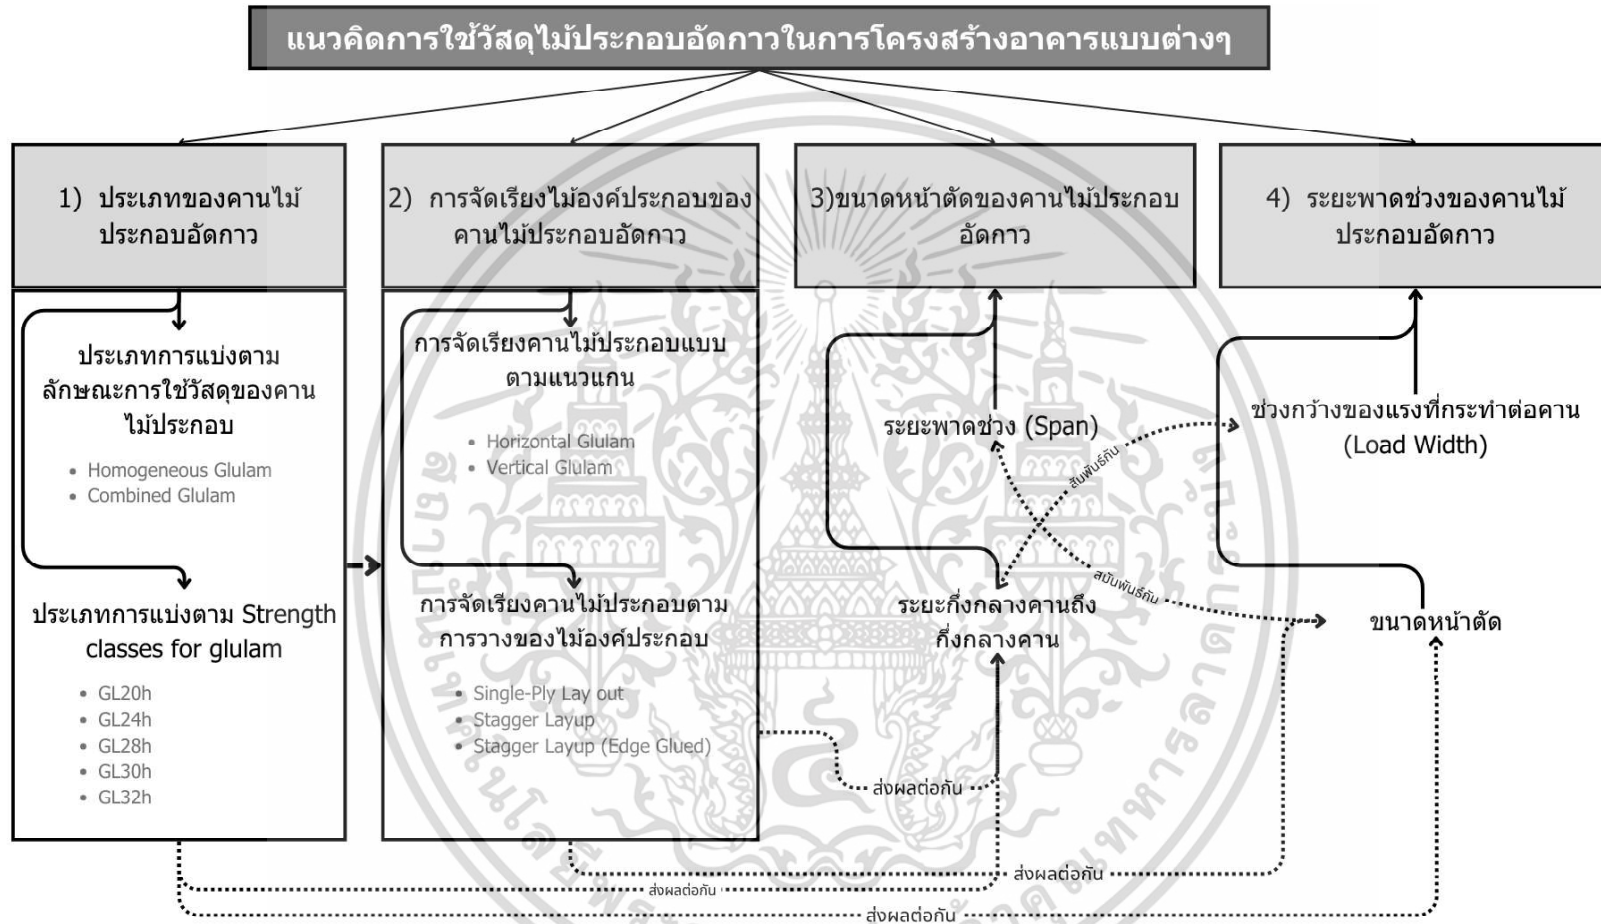 แนวคิดการใช้วัสดุไม้ประกอบอัดกาวในการโครงสร้างอาคารแบบต่างๆ
1) ประเภทของคานไม้
ประกอบอัดกาว
2) การจัดเรียงไม้องค์ประกอบของ
คานไม้ประกอบอัดกาว
3)ขนาดหน้าตัดของคานไม้ประกอบ
อัดกาว
4) ระยะพาดช่วงของคานไม้
ประกอบอัดกาว
ประเภทการแบ่งตาม
ลักษณะการใช้วัสดุของคาน
ไม้ประกอบ
• Homogeneous Glulam
• Combined Glulam
ประเภทการแบ่งตาม Strength
classes for glulam
• GL20h
• GL24h
• GL28h
• GL30h
• GL32h
การจัดเรียงคานไม้ประกอบแบบ
ตามแนวแกน
• Horizontal Glulam
• Vertical Glulam
การจัดเรียงคานไม้ประกอบตาม
การวางของไม้องค์ประกอบ
• Single-Ply Lay out
• Stagger Layup
• Stagger Layup (Edge Glued)
ระยะพาดช่วง (Span)
ระยะกึ่งกลางคานถึง
กึ่งกลางคาน
สัมพันธ์กัน
สมันพันธ์กัน
ช่วงกว้างของแรงที่กระทำต่อคาน
(Load Width)
ขนาดหน้าตัด
ส่งผลต่อกัน
ส่งผลต่อกัน
ส่งผลต่อกัน
ส่งผลต่อกัน